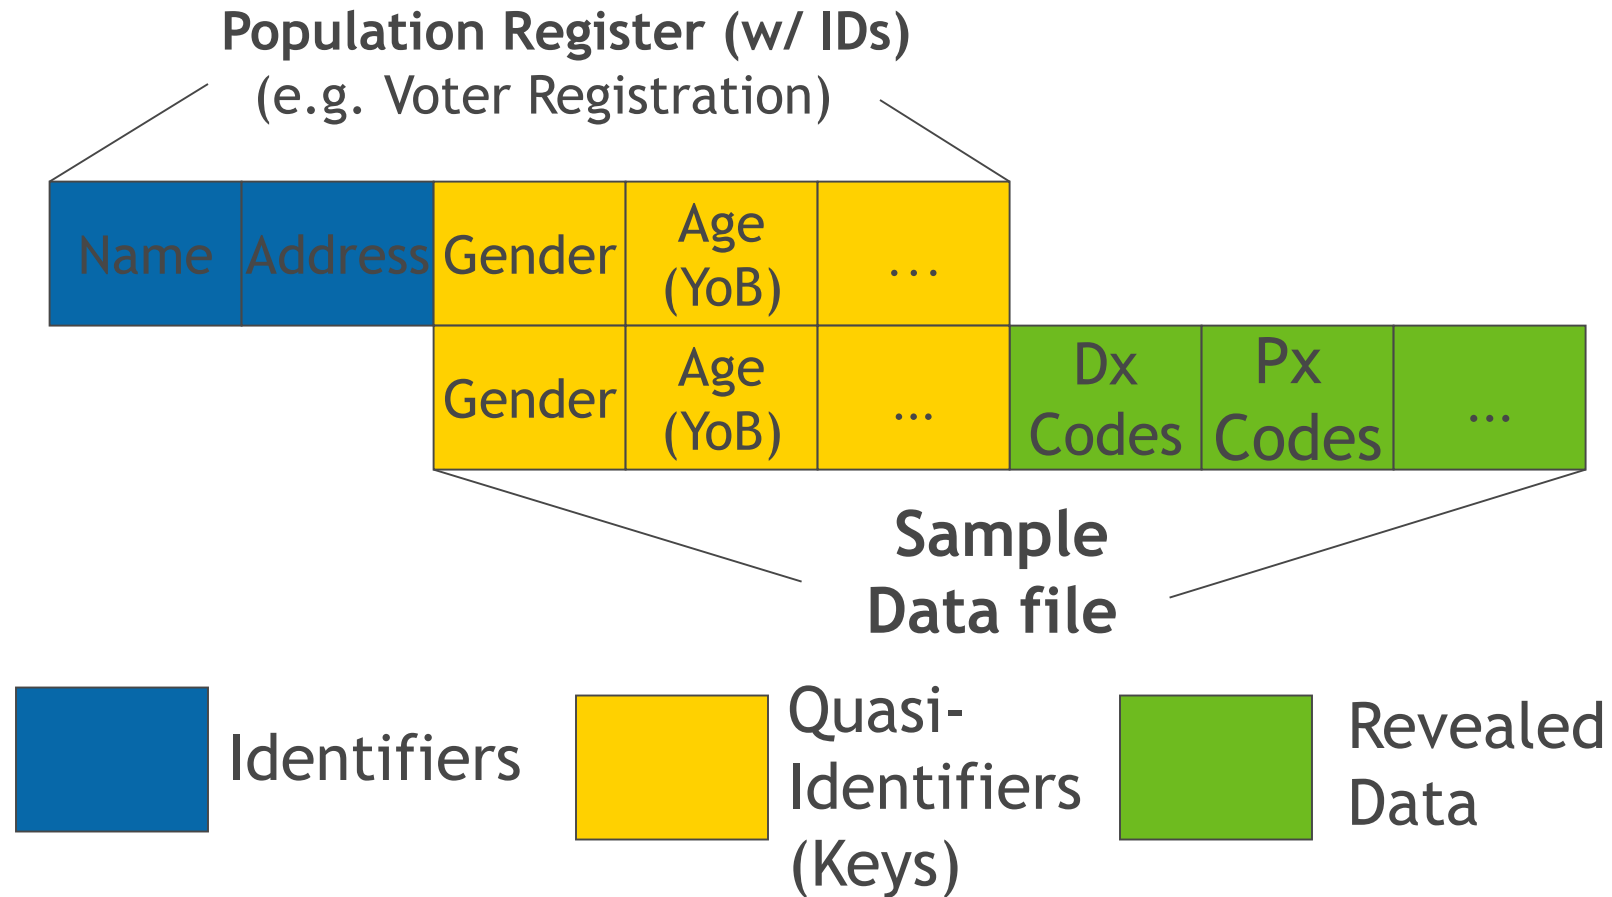 Population Register (w/ IDs)
(e.g. Voter Registration)
Name
Address
Gender
Age
(YoB)
...
Gender
Age
(YoB)
...
Dx
Codes
Px
Codes
...
Sample
Data file
Identifiers
Quasi-
Identifiers
(Keys)
Revealed
Data